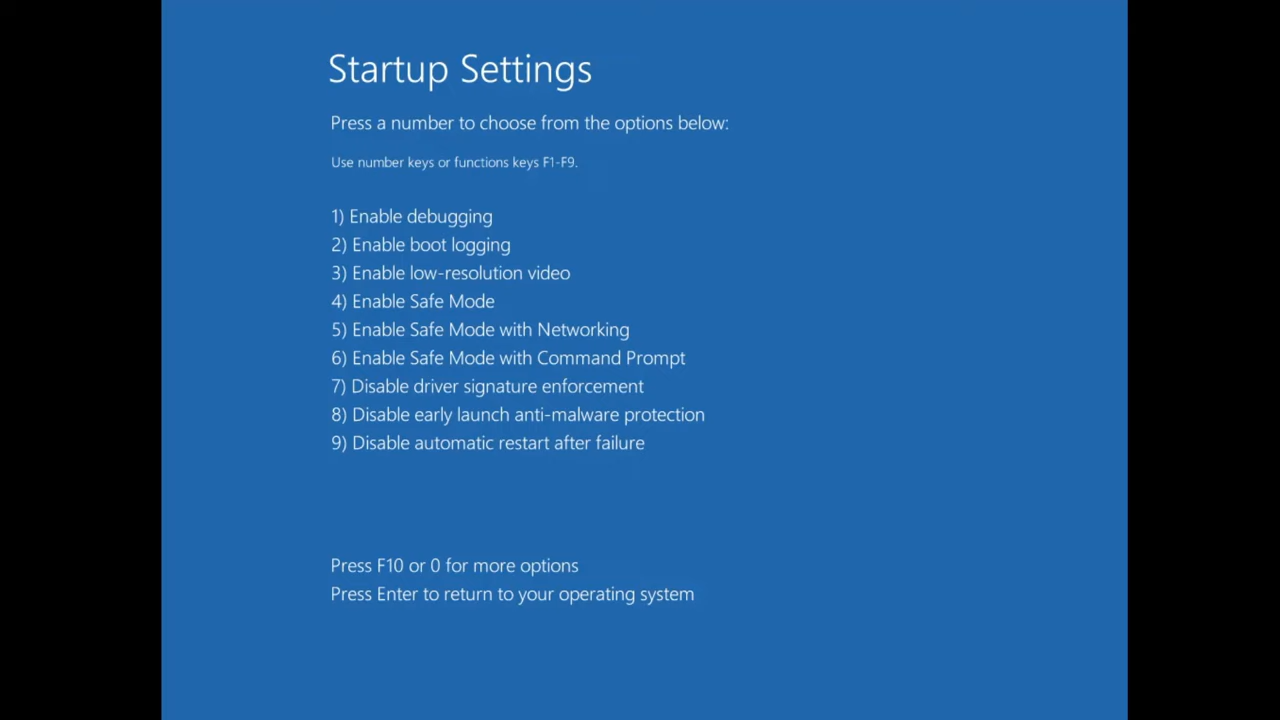 Startup Settings
Press a number to choose from the options below:
Use number keys or functions keys F1-F9.
1) Enable debugging
2) Enable boot logging
3) Enable low-resolution video
4) Enable Safe Mode
5) Enable Safe Mode with Networking
6) Enable Safe Mode with Command Prompt
7) Disable driver signature enforcement
8) Disable early launch anti-malware protection
9) Disable automatic restart after failure
Press F10 or 0 for more options
Press Enter to return to your operating system